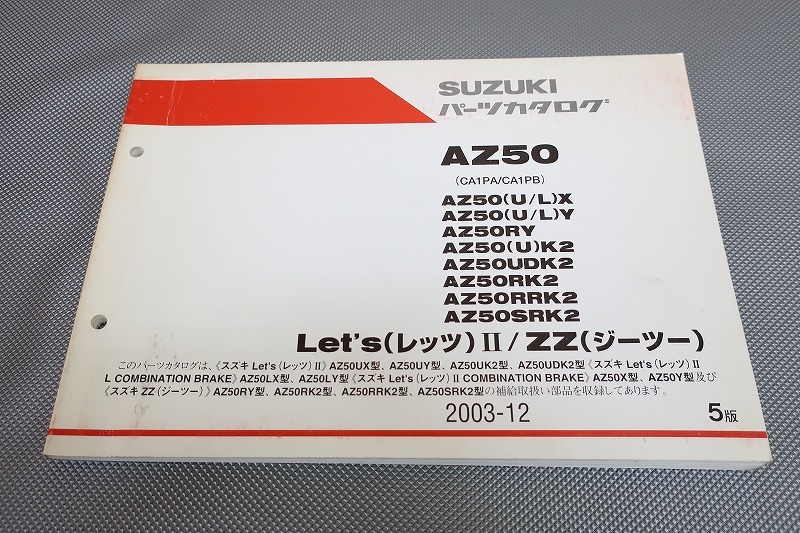 SUZUKI
パーツカタログ
AZ50
(CA1PA/CA1PB)
AZ50(U/L)X
AZ50(U/L)Y
AZ50RY
AZ50(U)K2
AZ50UDK2
AZ50RK2
AZ50RRK2
AZ50SRK2
Let's(レッツ)II/ZZ(ジーツー)
このパーツカタログは、《スズキ Let's(レッツ)II》AZ50UX型、AZ50UY型、AZ50UK2型、AZ50UDK2型《スズキ Let's(レッツ)II
L COMBINATION BRAKE》AZ50LX型、AZ50LY型《スズキ Let's(レッツ)II COMBINATION BRAKE》AZ50X型、AZ50Y型及び
《スズキ ZZ(ジーツー)》AZ50RY型、AZ50RK2型、AZ50RRK2型、AZ50SRK2型の補給取扱い部品を収録してあります。
2003-12
5版